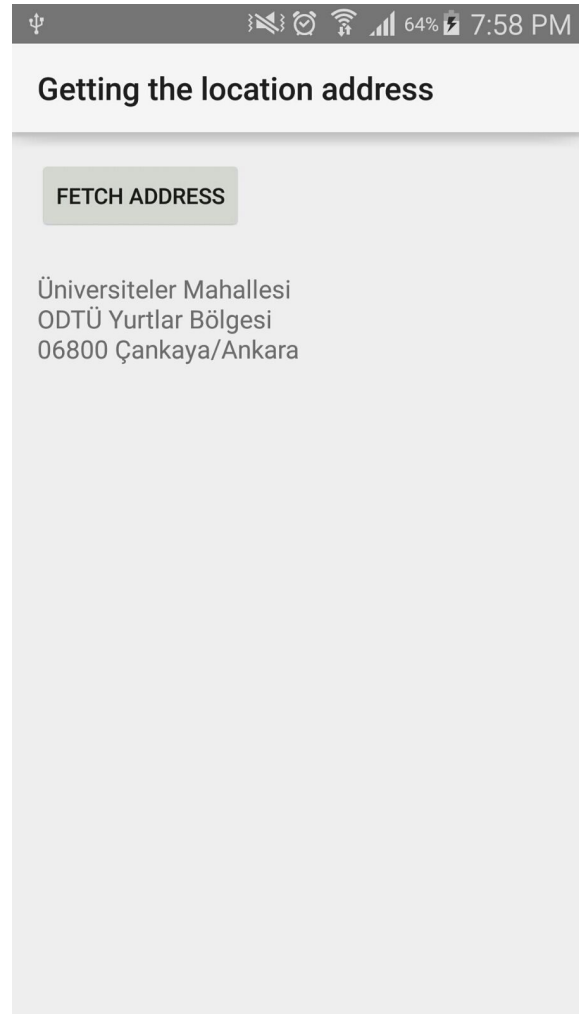 64% 7:58 PM
Getting the location address
FETCH ADDRESS
Üniversiteler Mahallesi
ODTÜ Yurtlar Bölgesi
06800 Çankaya/Ankara